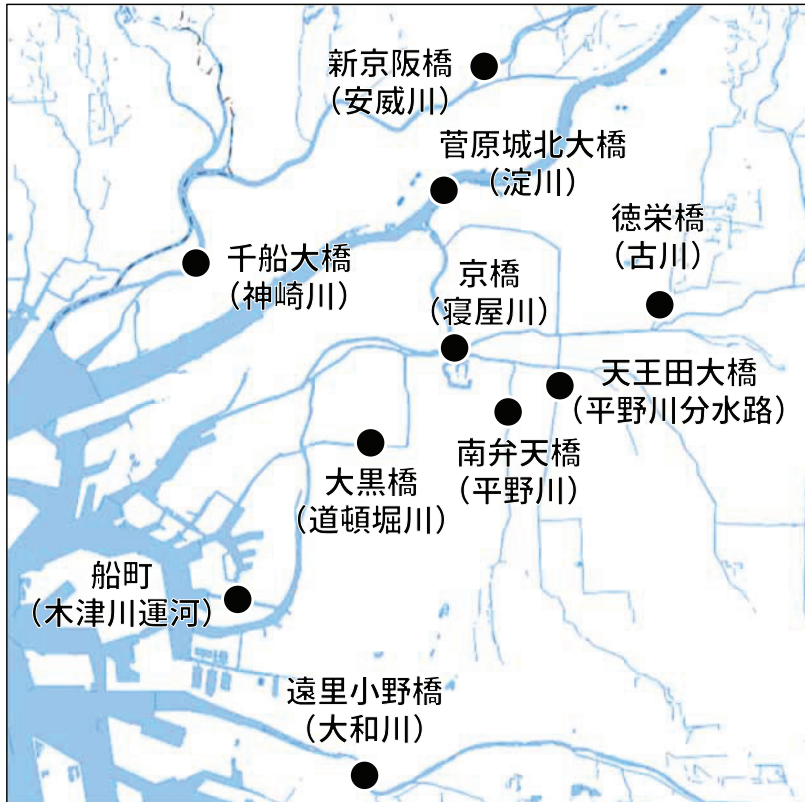 新京阪橋
（安威川）
菅原城北大橋
（淀川）
徳栄橋
（古川）
千船大橋
（神崎川）
京橋
（寝屋川）
天王田大橋
（平野川分水路）
南弁天橋
（平野川）
大黒橋
（道頓堀川）
船町
（木津川運河）
遠里小野橋
（大和川）